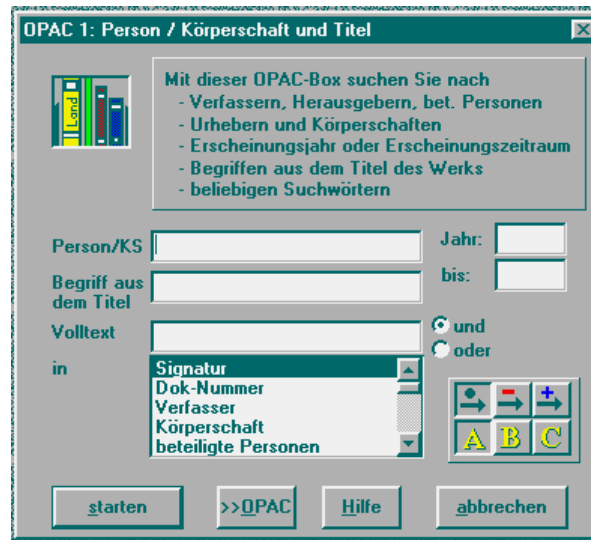 OPAC 1: Person / Körperschaft und Titel
Land
Mit dieser OPAC-Box suchen Sie nach
- Verfassern, Herausgebern, bet. Personen
- Urhebern und Körperschaften
- Erscheinungsjahr oder Erscheinungszeitraum
- Begriffen aus dem Titel des Werks
- beliebigen Suchwörtern
Person/KS
Jahr:
Begriff aus
dem Titel
bis:
Volltext
und
oder
in
Signatur
Dok-Nummer
Verfasser
Körperschaft
beteiligte Personen
A B C
starten >>OPAC Hilfe abbrechen